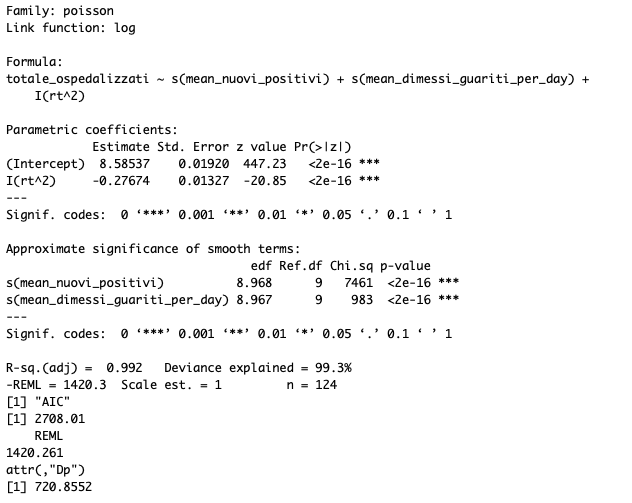 Family: poisson
Link function: log
Formula:
totale_ospedalizzati ~ s(mean_nuovi_positivi) + s(mean_dimessi_guariti_per_day) +
    I(rt^2)
Parametric coefficients:
            Estimate Std. Error z value Pr(>|z|)
(Intercept)  8.58537    0.01920  447.23   <2e-16 ***
I(rt^2)     -0.27674    0.01327  -20.85   <2e-16 ***
---
Signif. codes:  0 ‘***’ 0.001 ‘**’ 0.01 ‘*’ 0.05 ‘.’ 0.1 ‘ ’ 1
Approximate significance of smooth terms:
                                  edf Ref.df Chi.sq p-value
s(mean_nuovi_positivi)          8.968      9   7461  <2e-16 ***
s(mean_dimessi_guariti_per_day) 8.967      9    983  <2e-16 ***
---
Signif. codes:  0 ‘***’ 0.001 ‘**’ 0.01 ‘*’ 0.05 ‘.’ 0.1 ‘ ’ 1
R-sq.(adj) =  0.992   Deviance explained = 99.3%
-REML = 1420.3  Scale est. = 1         n = 124
[1] "AIC"
[1] 2708.01
    REML
1420.261
attr(,"Dp")
[1] 720.8552